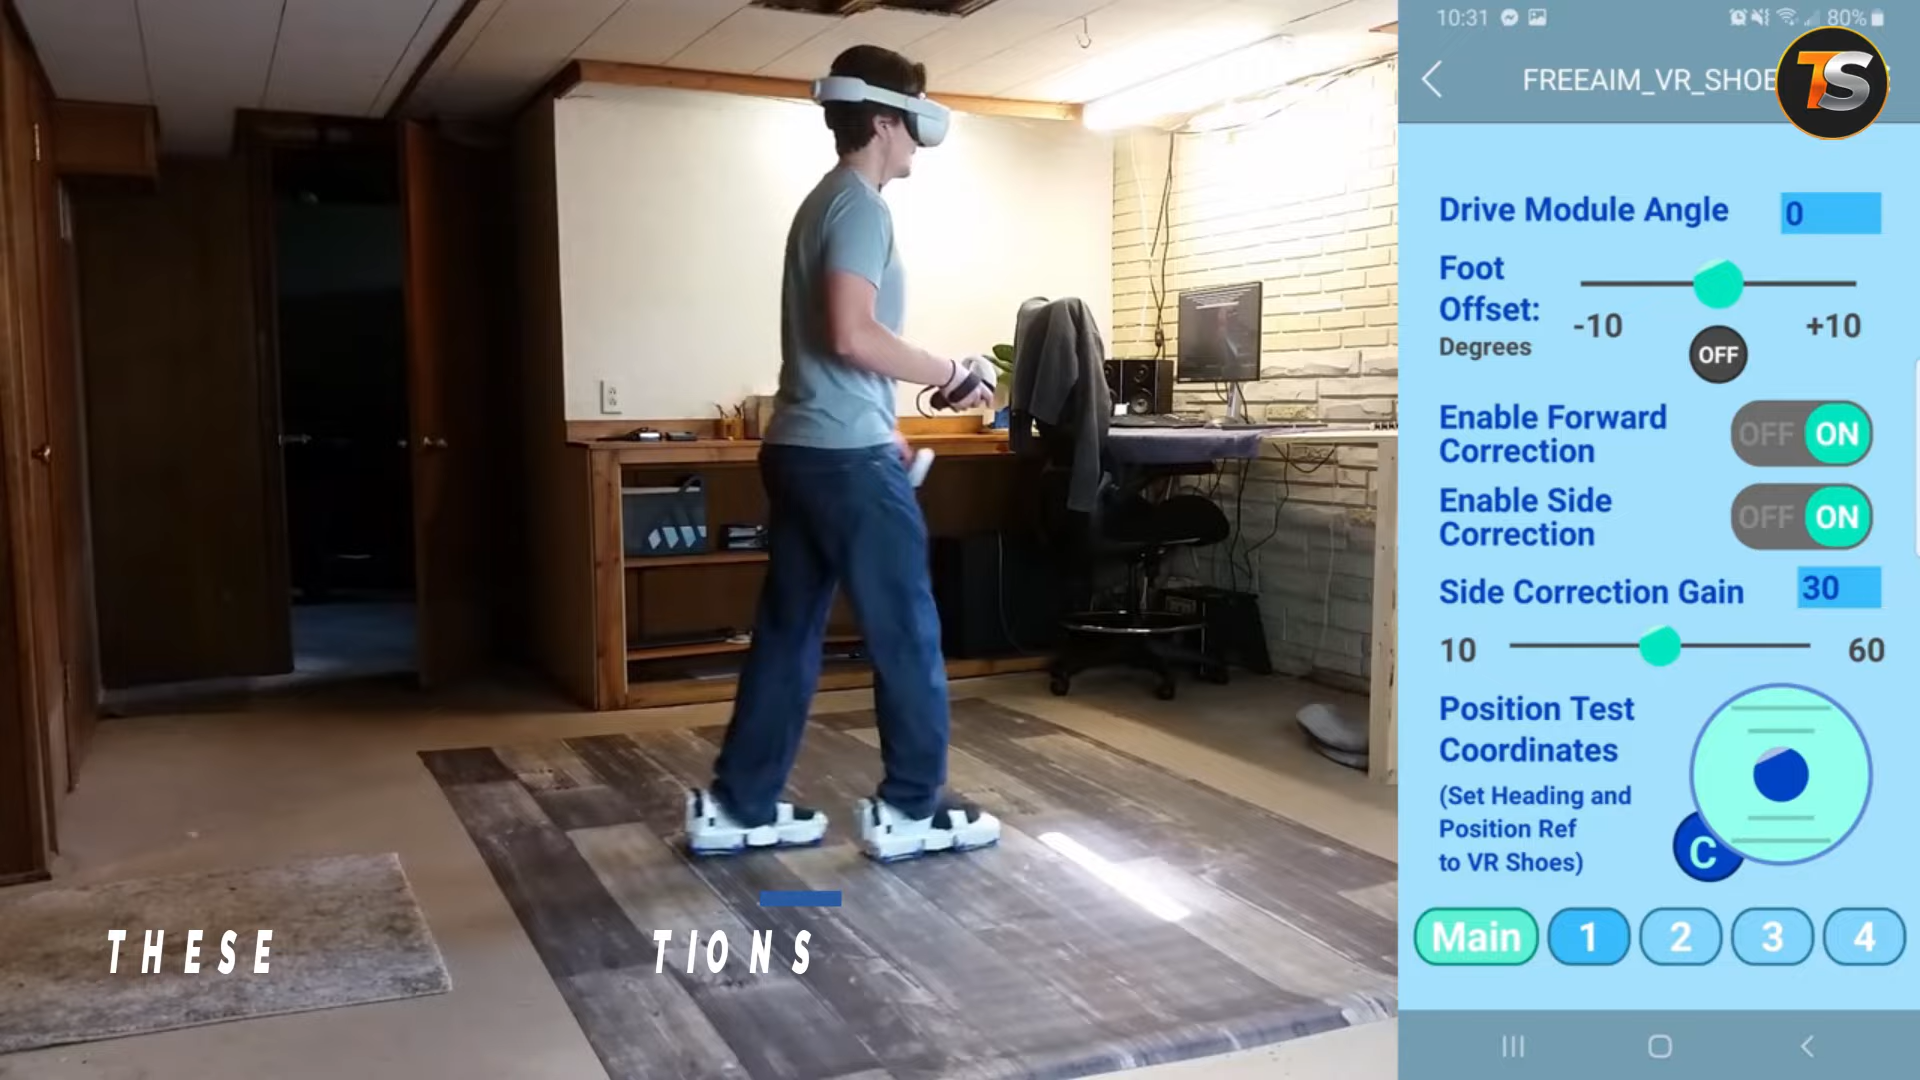 10:31
80%
FREEAIM_VR_SHOE
TS
Drive Module Angle
0
Foot
Offset:
Degrees
-10
+10
OFF
Enable Forward
Correction
OFF ON
Enable Side
Correction
OFF ON
Side Correction Gain
30
10
60
Position Test
Coordinates
(Set Heading and
Position Ref
to VR Shoes)
C
Main 1 2 3 4
THESE TIONS